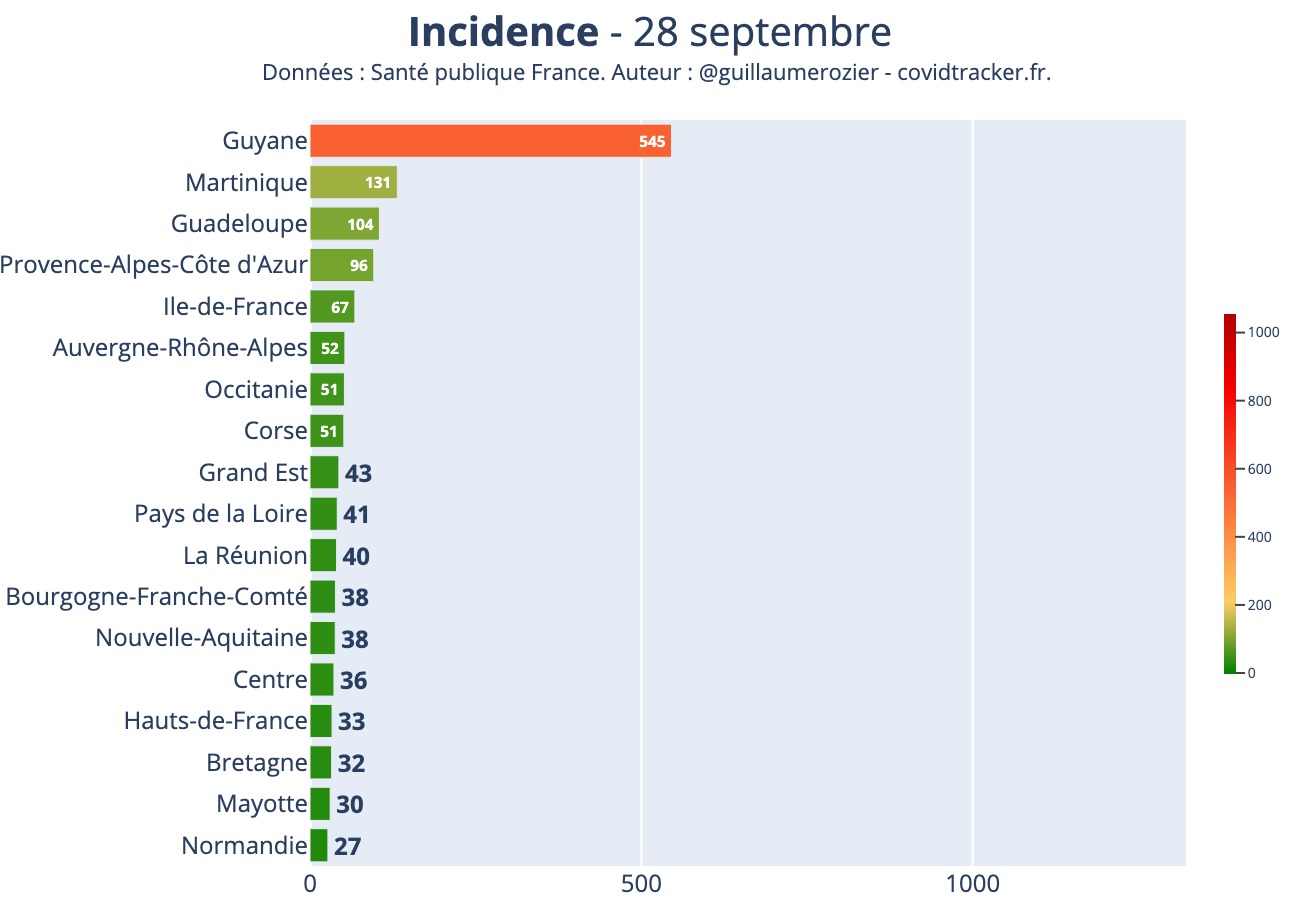 Incidence - 28 septembre
Données : Santé publique France. Auteur : @guillaumerozier - covidtracker.fr.
Guyane 545
Martinique 131
Guadeloupe 104
Provence-Alpes-Côte d'Azur 96
Ile-de-France 67
Auvergne-Rhône-Alpes 52
Occitanie 51
Corse 51
Grand Est 43
Pays de la Loire 41
La Réunion 40
Bourgogne-Franche-Comté 38
Nouvelle-Aquitaine 38
Centre 36
Hauts-de-France 33
Bretagne 32
Mayotte 30
Normandie 27
0 500 1000
1000
800
600
400
200
0